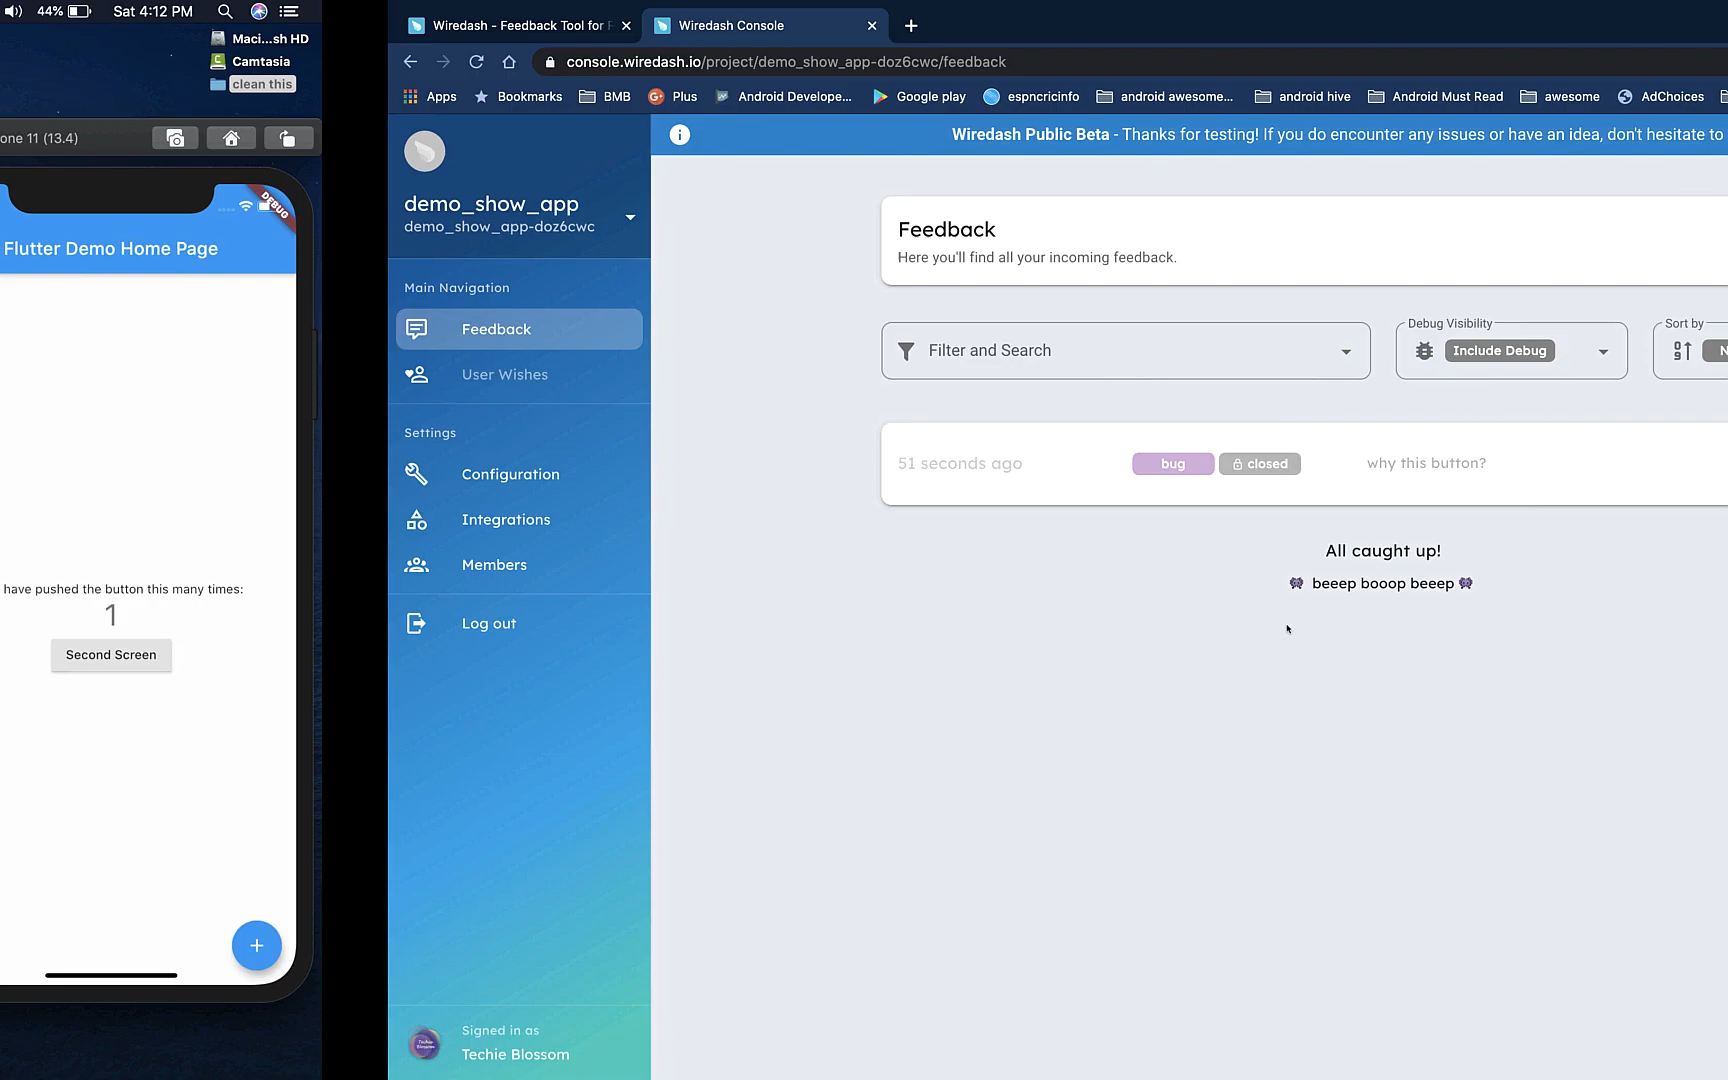 44%
Sat 4:12 PM
Maci...sh HD
Camtasia
clean this
one 11 (13.4)
DEBUG
Flutter Demo Home Page
have pushed the button this many times:
1
Second Screen
+
Wiredash - Feedback Tool for F
Wiredash Console
console.wiredash.io/project/demo_show_app-doz6cwc/feedback
Apps
Bookmarks
BMB
Plus
Android Develope...
Google play
espncricinfo
android awesome...
android hive
Android Must Read
awesome
AdChoices
demo_show_app
demo_show_app-doz6cwc
Main Navigation
Feedback
User Wishes
Settings
Configuration
Integrations
Members
Log out
Signed in as
Techie Blossom
Wiredash Public Beta - Thanks for testing! If you do encounter any issues or have an idea, don't hesitate to
Feedback
Here you'll find all your incoming feedback.
Filter and Search
Debug Visibility
Include Debug
Sort by
N
51 seconds ago
bug
closed
why this button?
All caught up!
beeep booop beeep